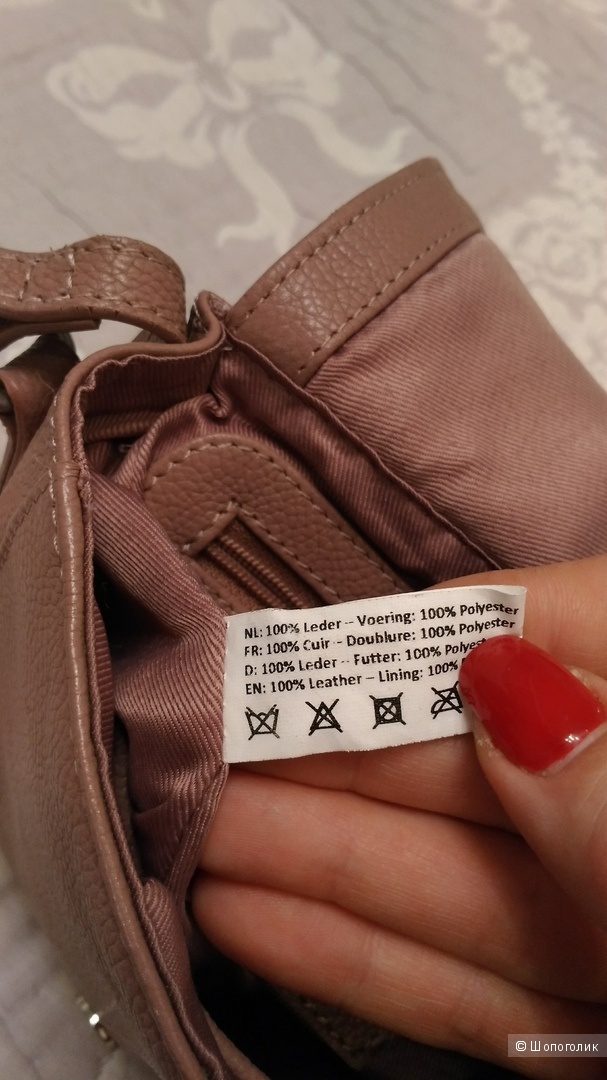 NL: 100% Leder - Voering: 100% Polyester
FR: 100% Cuir - Doublure: 100% Polyester
D: 100% Leder - Futter: 100%
EN: 100% Leather – Lining: 100%
© Шопоголик